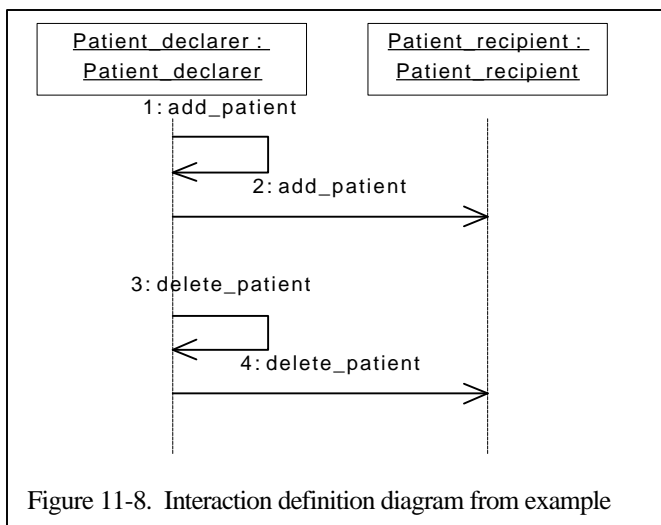 Patient_declarer :
Patient_declarer
Patient_recipient :
Patient_recipient
1: add_patient
2: add_patient
3: delete_patient
4: delete_patient
Figure 11-8. Interaction definition diagram from example